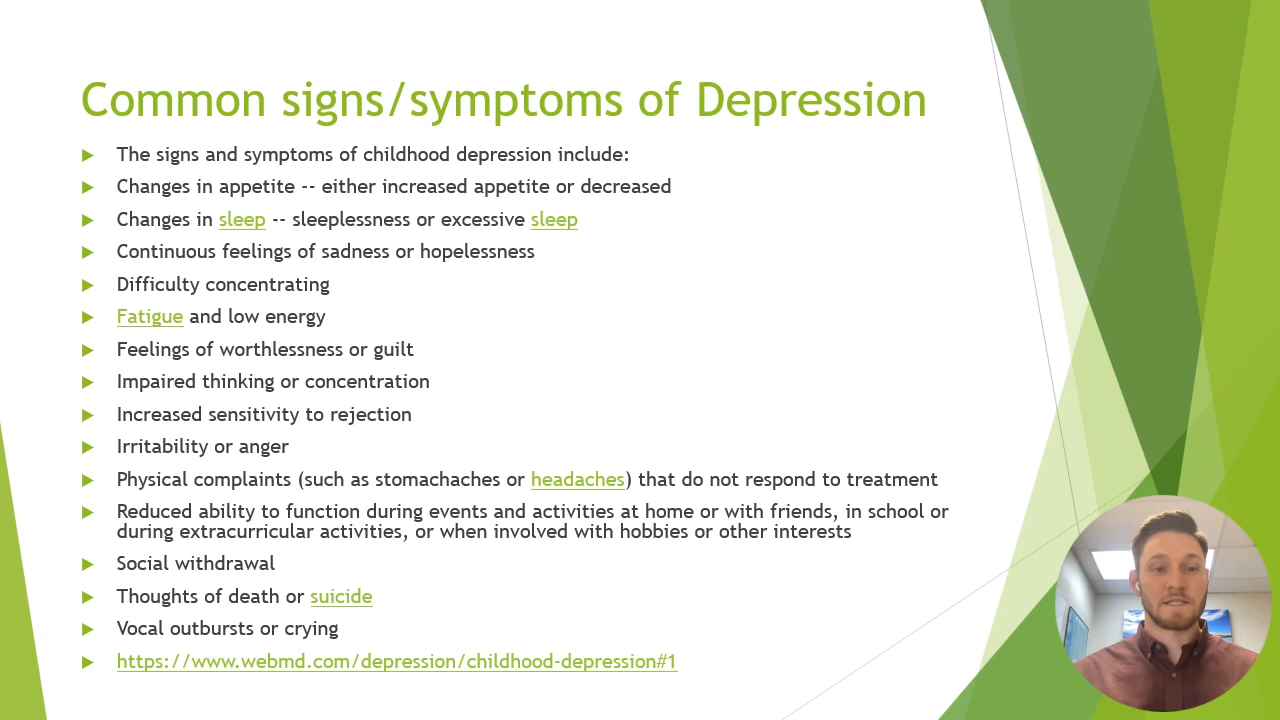 Common signs/symptoms of Depression
The signs and symptoms of childhood depression include:
Changes in appetite -- either increased appetite or decreased
Changes in sleep -- sleeplessness or excessive sleep
Continuous feelings of sadness or hopelessness
Difficulty concentrating
Fatigue and low energy
Feelings of worthlessness or guilt
Impaired thinking or concentration
Increased sensitivity to rejection
Irritability or anger
Physical complaints (such as stomachaches or headaches) that do not respond to treatment
Reduced ability to function during events and activities at home or with friends, in school or
during extracurricular activities, or when involved with hobbies or other interests
Social withdrawal
Thoughts of death or suicide
Vocal outbursts or crying
https://www.webmd.com/depression/childhood-depression#1